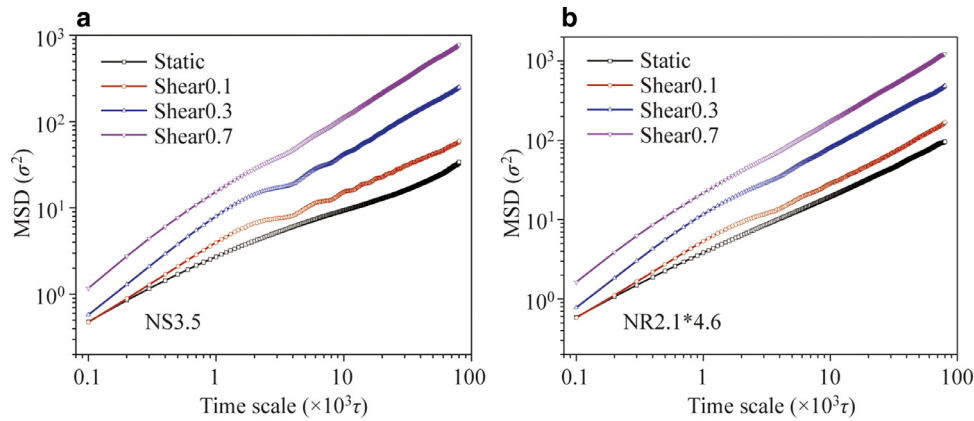 a
10³
10²
10¹
10⁰
MSD (σ²)
Static
Shear0.1
Shear0.3
Shear0.7
NS3.5
0.1
1
10
100
Time scale (×10³τ)
b
10³
10²
10¹
10⁰
MSD (σ²)
Static
Shear0.1
Shear0.3
Shear0.7
NR2.1*4.6
0.1
1
10
100
Time scale (×10³τ)